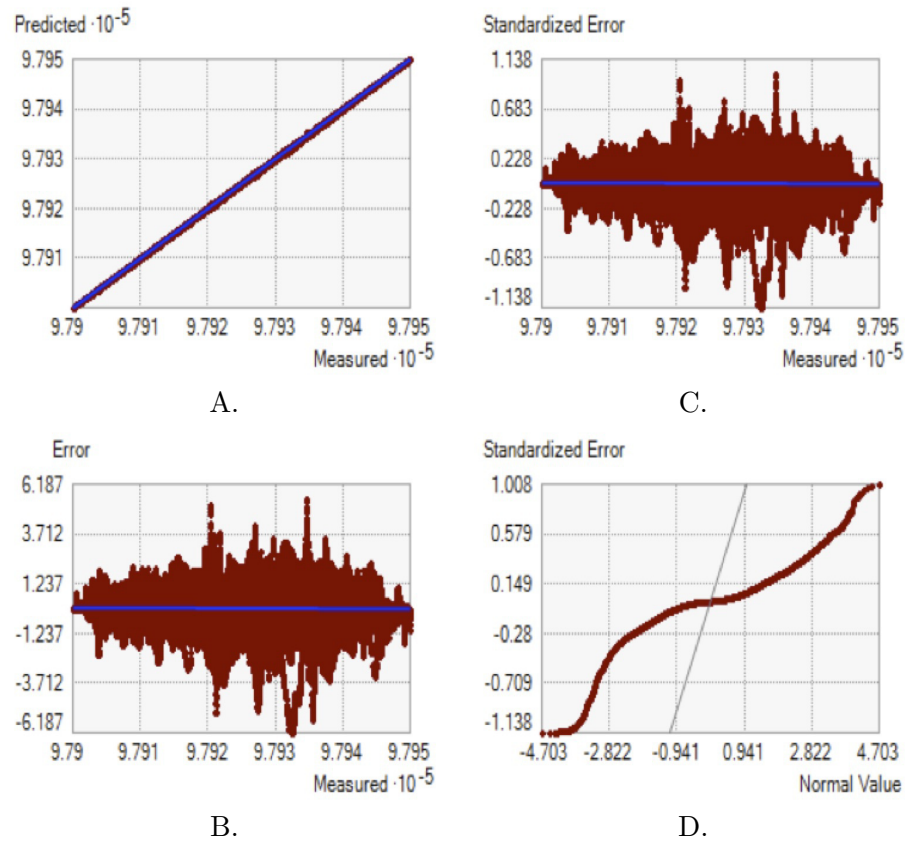 Predicted ·10-5
9.795
9.794
9.793
9.792
9.791
9.79 9.791 9.792 9.793 9.794 9.795
Measured ·10-5
A.
Standardized Error
1.138
0.683
0.228
-0.228
-0.683
-1.138
9.79 9.791 9.792 9.793 9.794 9.795
Measured ·10-5
C.
Error
6.187
3.712
1.237
-1.237
-3.712
-6.187
9.79 9.791 9.792 9.793 9.794 9.795
Measured ·10-5
B.
Standardized Error
1.008
0.579
0.149
-0.28
-0.709
-1.138
-4.703 -2.822 -0.941 0.941 2.822 4.703
Normal Value
D.